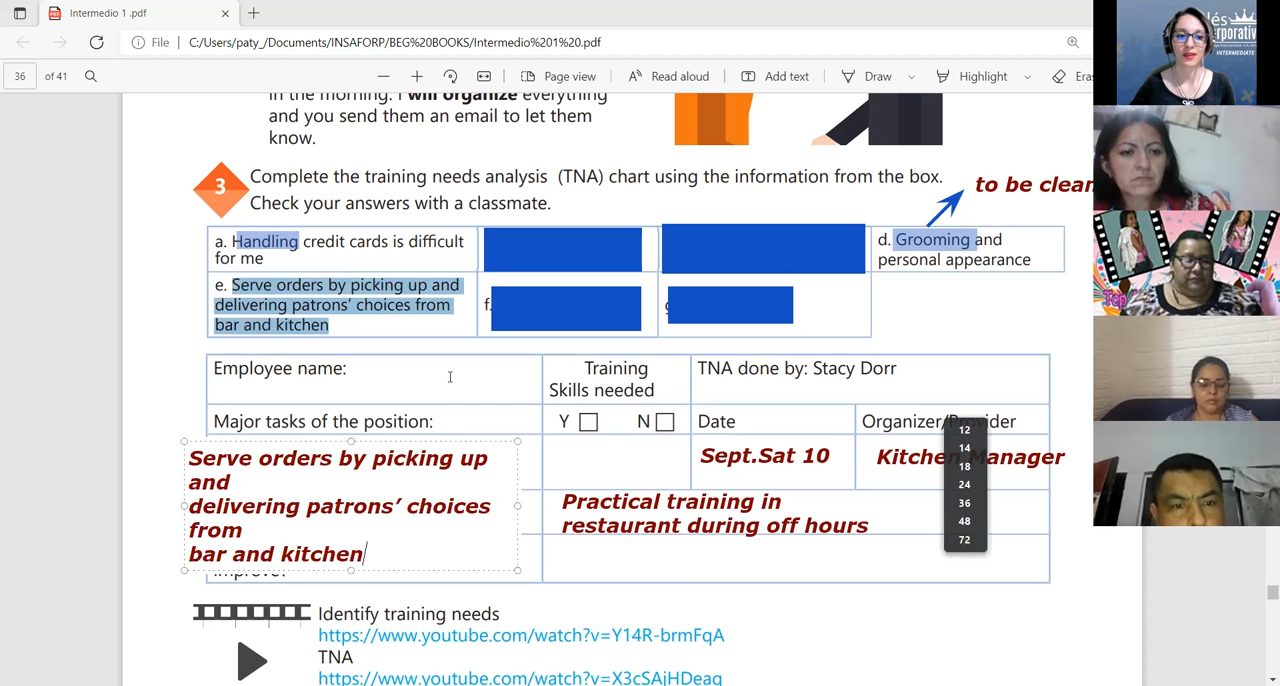 Intermedio 1 .pdf
File
C:/Users/paty_/Documents/INSAFORP/BEG%20BOOKS/Intermedio%201%20.pdf
36 of 41
Page view
Read aloud
Add text
Draw
Highlight
Eras
in the morning. I will organize everything
and you send them an email to let them
know.
3
Complete the training needs analysis (TNA) chart using the information from the box.
Check your answers with a classmate.
to be clean
a. Handling credit cards is difficult
for me
d. Grooming and
personal appearance
e. Serve orders by picking up and
delivering patrons’ choices from
bar and kitchen
f.
Employee name:
Training
Skills needed
TNA done by: Stacy Dorr
Major tasks of the position:
Y
N
Date
Organizer/Provider
Serve orders by picking up
and
delivering patrons’ choices
from
bar and kitchen
Sept.Sat 10
Kitchen Manager
Practical training in
restaurant during off hours
improve?
12
14
18
24
36
48
72
Identify training needs
https://www.youtube.com/watch?v=Y14R-brmFqA
TNA
https://www.youtube.com/watch?v=X3cSAjHDeag
lés
rporativ
INTERMEDIATE
Top